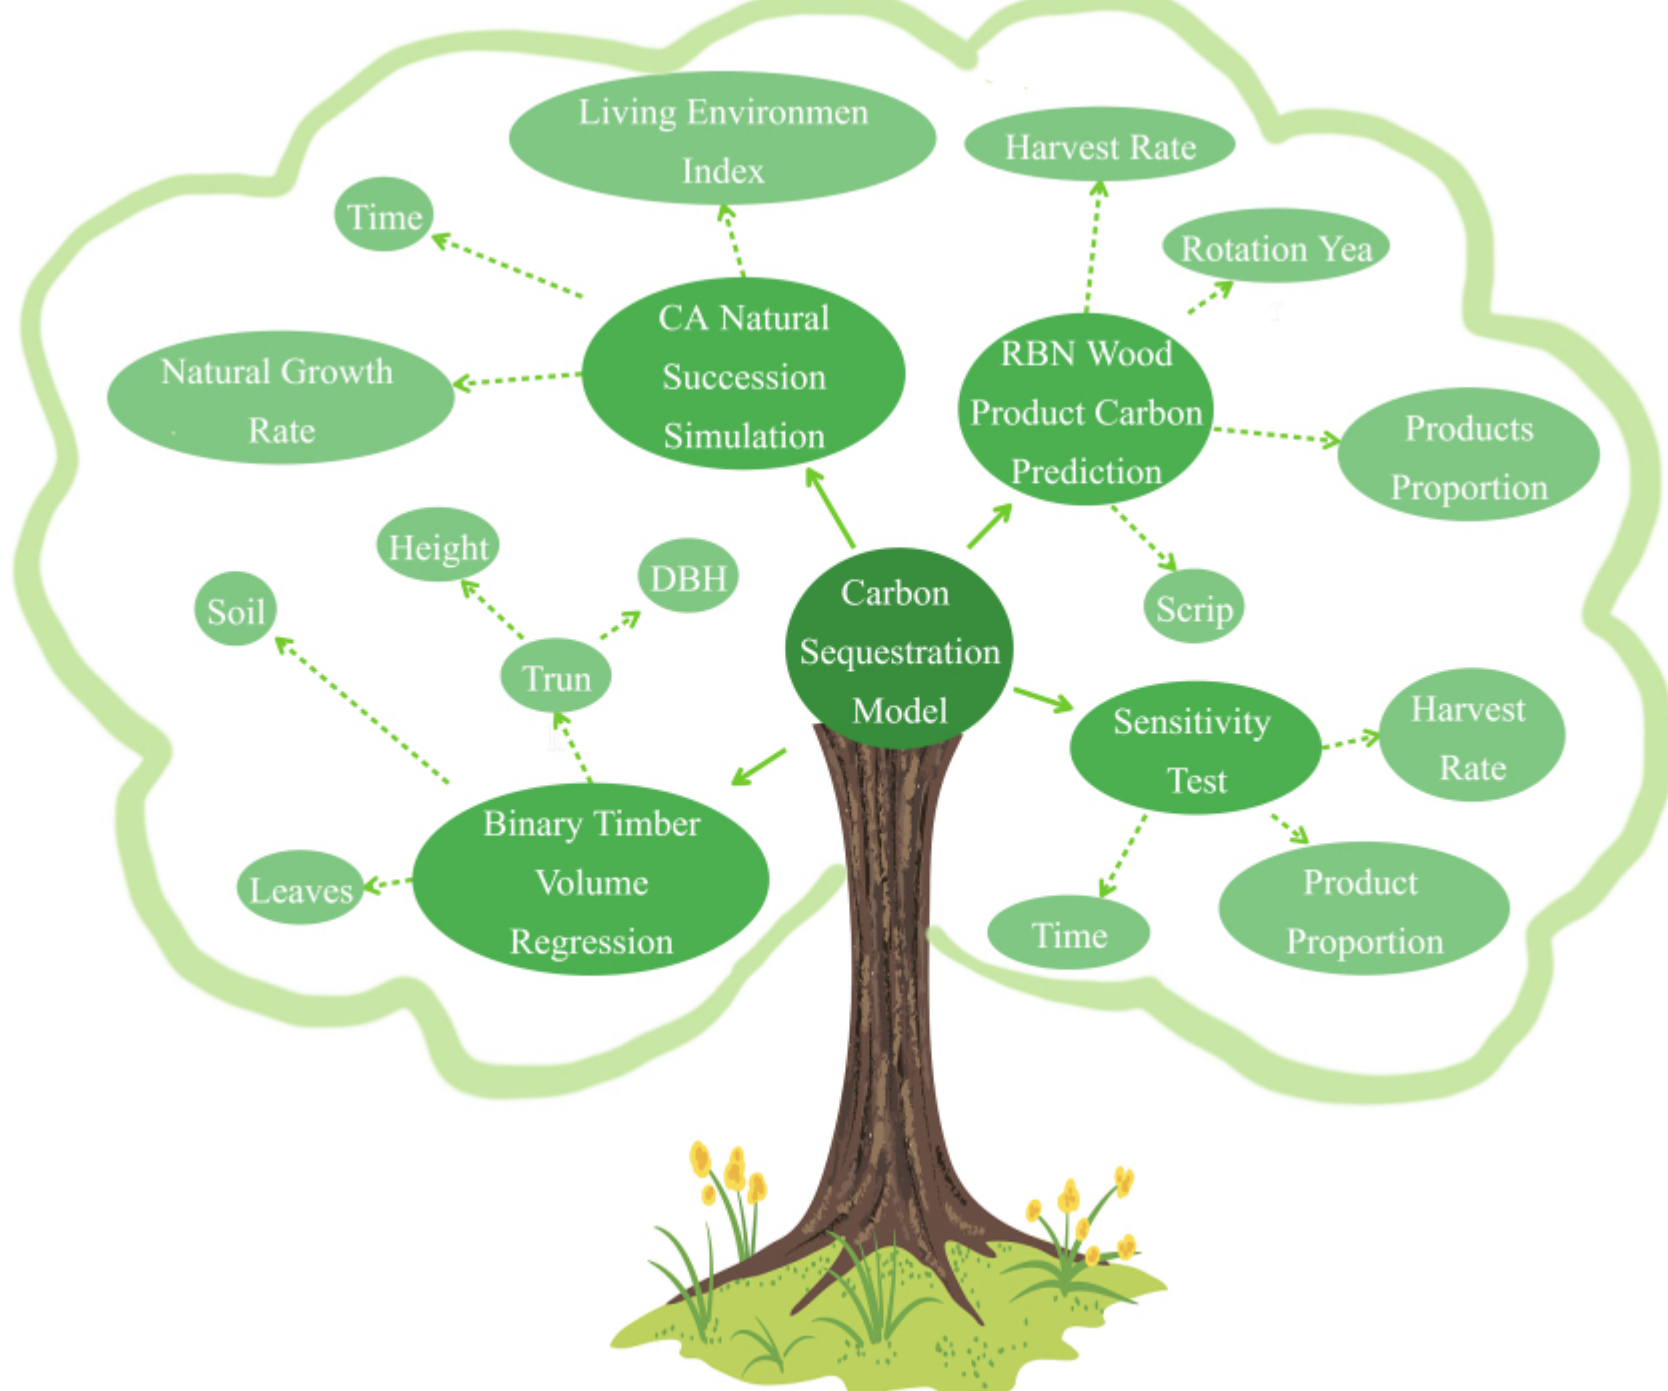 Living Environmen
Index
Harvest Rate
Time
Rotation Yea
CA Natural
Succession
Simulation
RBN Wood
Product Carbon
Prediction
Natural Growth
Rate
Products
Proportion
Height
DBH
Soil
Trun
Scrip
Carbon
Sequestration
Model
Sensitivity
Test
Harvest
Rate
Binary Timber
Volume
Regression
Leaves
Time
Product
Proportion